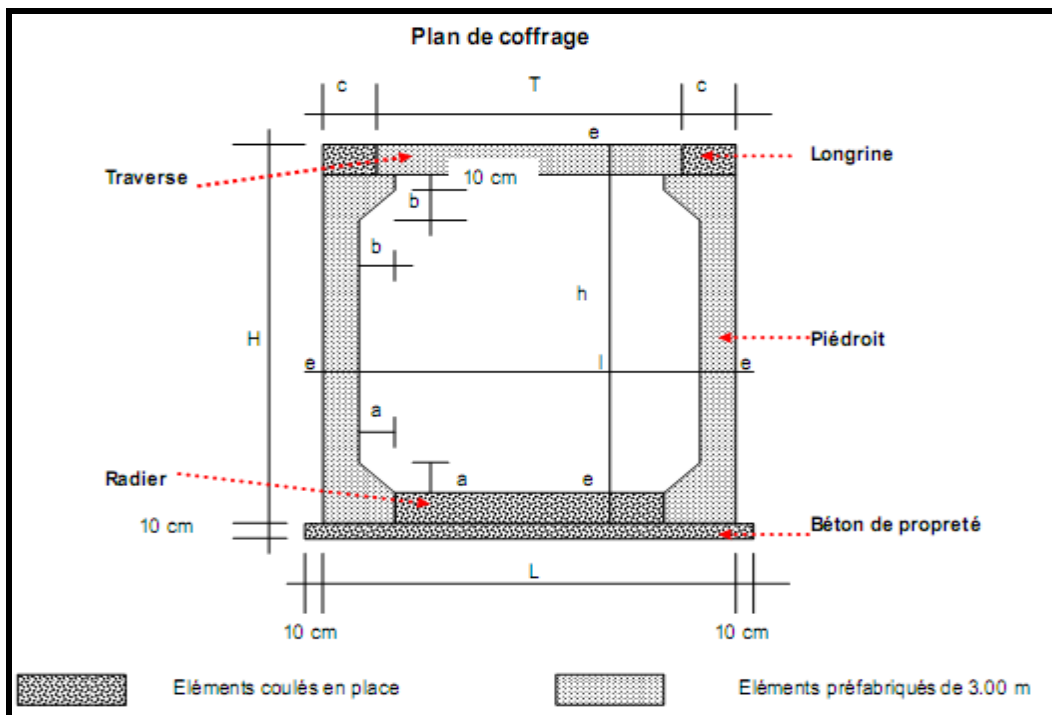 Plan de coffrage
c T c
e
Longrine
Traverse
10 cm
b
b
h
H
Piédroit
e l e
a
Radier a e
10 cm
Béton de propreté
L
10 cm 10 cm
Eléments coulés en place Eléments préfabriqués de 3.00 m